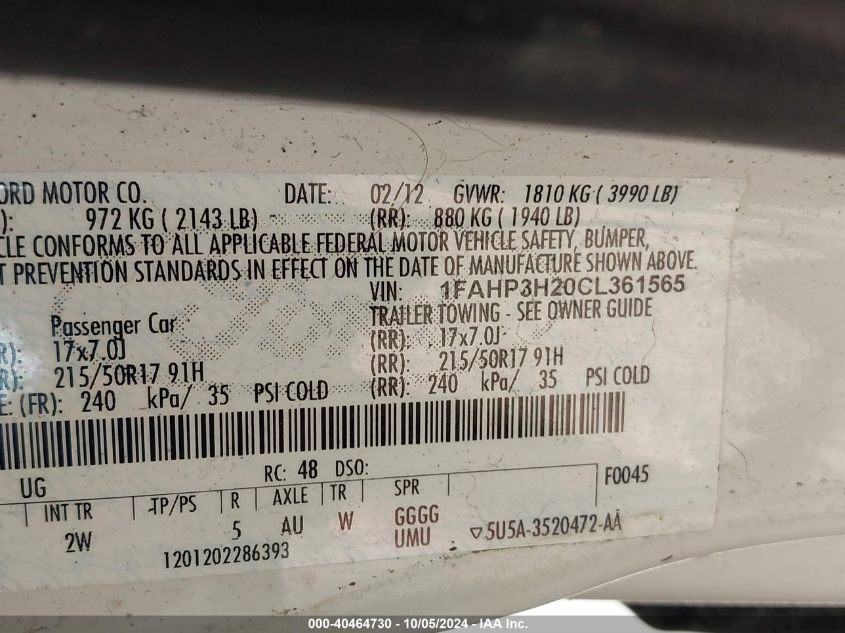 ORD MOTOR CO. DATE: 02/12 GVWR: 1810 KG ( 3990 LB)
): 972 KG ( 2143 LB) (RR): 880 KG ( 1940 LB)
CLE CONFORMS TO ALL APPLICABLE FEDERAL MOTOR VEHICLE SAFETY, BUMPER,
T PREVENTION STANDARDS IN EFFECT ON THE DATE OF MANUFACTURE SHOWN ABOVE.
VIN: 1FAHP3H20CL361565
Passenger Car TRAILER TOWING - SEE OWNER GUIDE
R): 17x7.0J (RR): 17x7.0J
R): 215/50R17 91H (RR): 215/50R17 91H
E: (FR): 240 kPa/ 35 PSI COLD (RR): 240 kPa/ 35 PSI COLD
UG RC: 48 DSO: F0045
INT TR TP/PS R AXLE TR SPR
2W 5 AU W GGGG
UMU ▽5U5A-3520472-AA
1201202286393
000-40464730 - 10/05/2024 - IAA Inc.